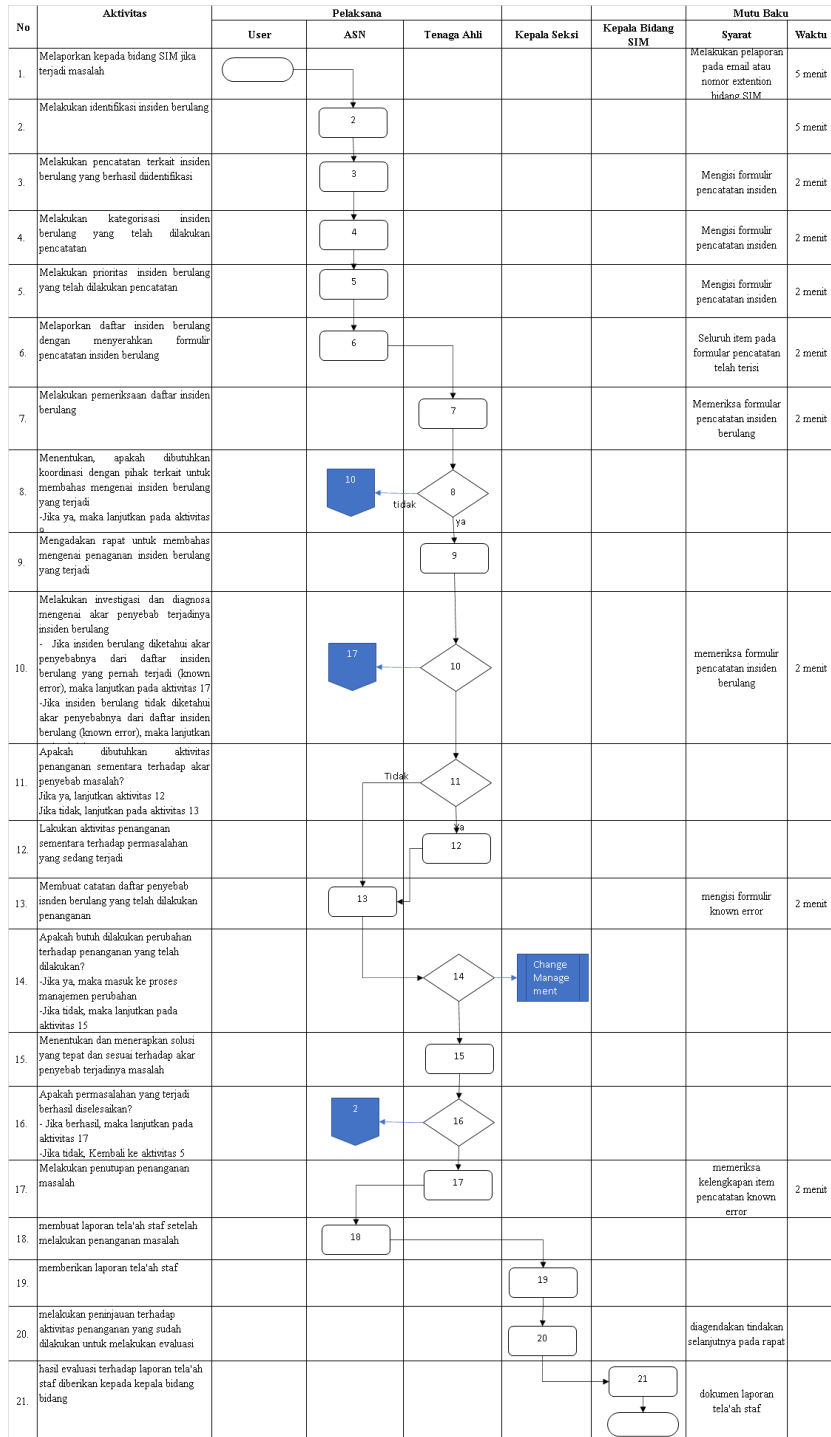 No
Aktivitas
Pelaksana
Mutu Baku
User
ASN
Tenaga Ahli
Kepala Seksi
Kepala Bidang
SIM
Syarat
Waktu
1.
Melaporkan kepada bidang SIM jika
terjadi masalah
Melakukan pelaporan
pada email atau
nomor extention
bidang SIM
5 menit
2.
Melakukan identifikasi insiden berulang
2
5 menit
3.
Melakukan pencatatan terkait insiden
berulang yang berhasil diidentifikasi
3
Mengisi formulir
pencatatan insiden
2 menit
4.
Melakukan kategorisasi insiden
berulang yang telah dilakukan
pencatatan
4
Mengisi formulir
pencatatan insiden
2 menit
5.
Melakukan prioritas insiden berulang
yang telah dilakukan pencatatan
5
Mengisi formulir
pencatatan insiden
2 menit
6.
Melaporkan daftar insiden berulang
dengan menyerahkan formulir
pencatatan insiden berulang
6
Seluruh item pada
formular pencatatan
telah terisi
2 menit
7.
Melakukan pemeriksaan daftar insiden
berulang
7
Memeriksa formular
pencatatan insiden
berulang
2 menit
8.
Menentukan, apakah dibutuhkan
koordinasi dengan pihak terkait untuk
membahas mengenai insiden berulang
yang terjadi
-Jika ya, maka lanjutkan pada aktivitas
10
tidak
8
ya
9.
Mengadakan rapat untuk membahas
mengenai penaganan insiden berulang
yang terjadi
9
10.
Melakukan investigasi dan diagnosa
mengenai akar penyebab terjadinya
insiden berulang
- Jika insiden berulang diketahui akar
penyebabnya dari daftar insiden
berulang yang pernah terjadi (known
error), maka lanjutkan pada aktivitas 17
-Jika insiden berulang tidak diketahui
akar penyebabnya dari daftar insiden
berulang (known error), maka lanjutkan
17
10
memeriksa formulir
pencatatan insiden
berulang
2 menit
11.
Apakah dibutuhkan aktivitas
penanganan sementara terhadap akar
penyebab masalah?
Jika ya, lanjutkan aktivitas 12
Jika tidak, lanjutkan pada aktivitas 13
Tidak
11
ya
12.
Lakukan aktivitas penanganan
sementara terhadap permasalahan
yang sedang terjadi
12
13.
Membuat catatan daftar penyebab
isnden berulang yang telah dilakukan
penanganan
13
mengisi formulir
known error
2 menit
14.
Apakah butuh dilakukan perubahan
terhadap penanganan yang telah
dilakukan?
-Jika ya, maka masuk ke proses
manajemen perubahan
-Jika tidak, maka lanjutkan pada
aktivitas 15
14
Change
Manage
ment
15.
Menentukan dan menerapkan solusi
yang tepat dan sesuai terhadap akar
penyebab terjadinya masalah
15
16.
Apakah permasalahan yang terjadi
berhasil diselesaikan?
- Jika berhasil, maka lanjutkan pada
aktivitas 17
-Jika tidak, Kembali ke aktivitas 5
2
16
17.
Melakukan penutupan penanganan
masalah
17
memeriksa
kelengkapan item
pencatatan known
error
2 menit
18.
membuat laporan tela'ah staf setelah
melakukan penanganan masalah
18
19.
memberikan laporan tela'ah staf
19
20.
melakukan peninjauan terhadap
aktivitas penanganan yang sudah
dilakukan untuk melakukan evaluasi
20
diagendakan tindakan
selanjutnya pada rapat
21.
hasil evaluasi terhadap laporan tela'ah
staf diberikan kepada kepala bidang
bidang
21
dokumen laporan
tela'ah staf